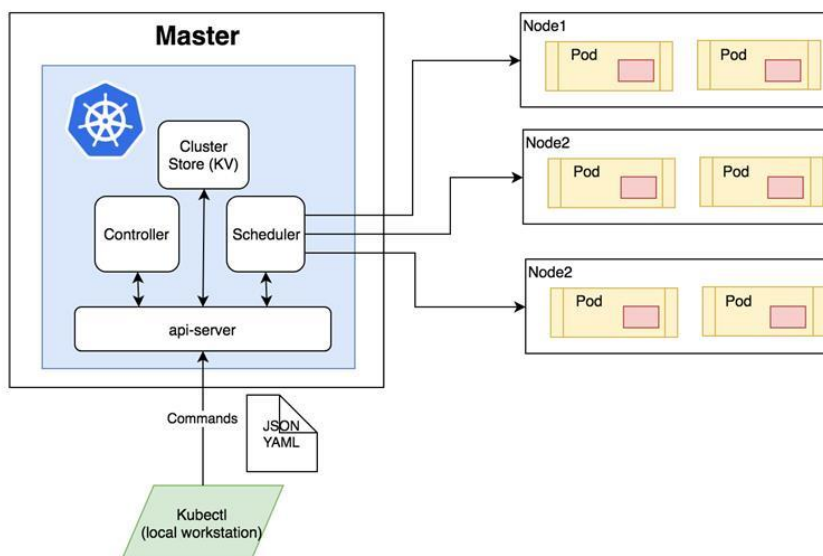 Master
Cluster
Store (KV)
Controller
Scheduler
api-server
Commands
JSON
YAML
Kubectl
(local workstation)
Node1
Pod
Pod
Node2
Pod
Pod
Node2
Pod
Pod